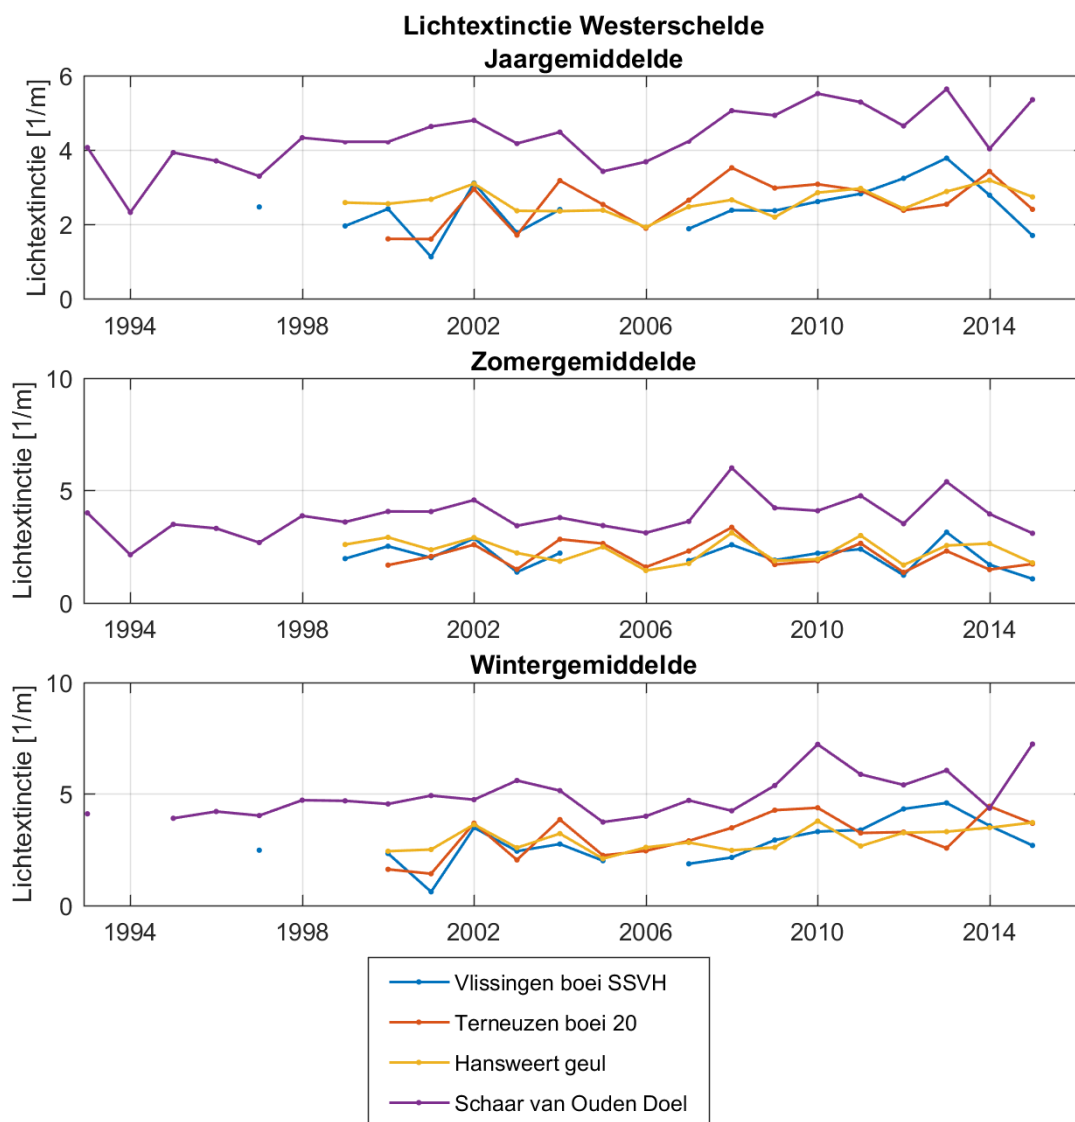 Lichtextinctie Westerschelde
Jaargemiddelde
Lichtextinctie [1/m]
6
4
2
0
1994 1998 2002 2006 2010 2014
Zomergemiddelde
Lichtextinctie [1/m]
10
5
0
1994 1998 2002 2006 2010 2014
Wintergemiddelde
Lichtextinctie [1/m]
10
5
0
1994 1998 2002 2006 2010 2014
Vlissingen boei SSVH
Terneuzen boei 20
Hansweert geul
Schaar van Ouden Doel